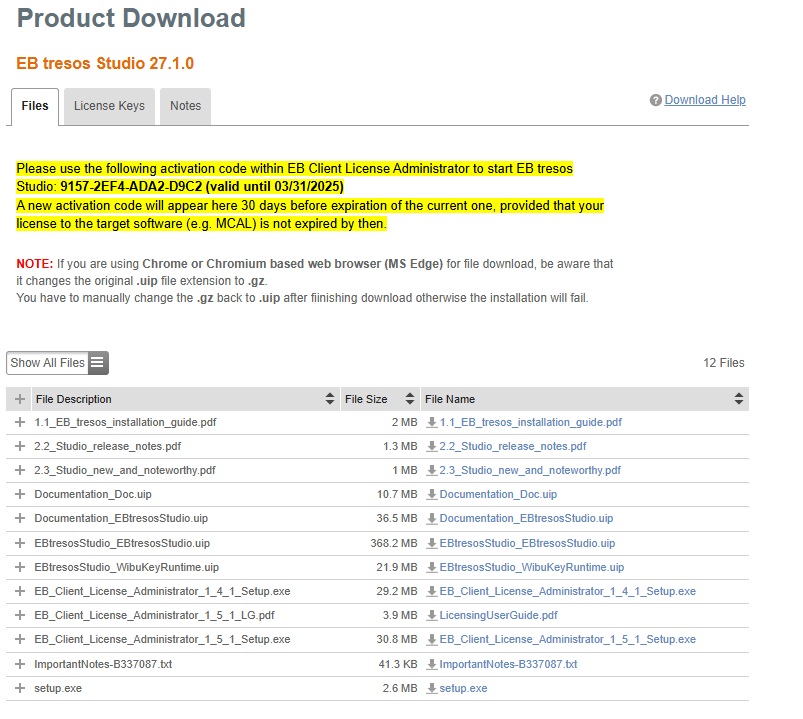 Product Download
EB tresos Studio 27.1.0
Files
License Keys
Notes
? Download Help
Please use the following activation code within EB Client License Administrator to start EB tresos
Studio: 9157-2EF4-ADA2-D9C2 (valid until 03/31/2025)
A new activation code will appear here 30 days before expiration of the current one, provided that your
license to the target software (e.g. MCAL) is not expired by then.
NOTE: If you are using Chrome or Chromium based web browser (MS Edge) for file download, be aware that
it changes the original .uip file extension to .gz.
You have to manually change the .gz back to .uip after fiinishing download otherwise the installation will fail.
Show All Files
12 Files
+ File Description File Size File Name
+ 1.1_EB_tresos_installation_guide.pdf 2 MB 1.1_EB_tresos_installation_guide.pdf
+ 2.2_Studio_release_notes.pdf 1.3 MB 2.2_Studio_release_notes.pdf
+ 2.3_Studio_new_and_noteworthy.pdf 1 MB 2.3_Studio_new_and_noteworthy.pdf
+ Documentation_Doc.uip 10.7 MB Documentation_Doc.uip
+ Documentation_EBtresosStudio.uip 36.5 MB Documentation_EBtresosStudio.uip
+ EBtresosStudio_EBtresosStudio.uip 368.2 MB EBtresosStudio_EBtresosStudio.uip
+ EBtresosStudio_WibuKeyRuntime.uip 21.9 MB EBtresosStudio_WibuKeyRuntime.uip
+ EB_Client_License_Administrator_1_4_1_Setup.exe 29.2 MB EB_Client_License_Administrator_1_4_1_Setup.exe
+ EB_Client_License_Administrator_1_5_1_LG.pdf 3.9 MB LicensingUserGuide.pdf
+ EB_Client_License_Administrator_1_5_1_Setup.exe 30.8 MB EB_Client_License_Administrator_1_5_1_Setup.exe
+ ImportantNotes-B337087.txt 41.3 KB ImportantNotes-B337087.txt
+ setup.exe 2.6 MB setup.exe